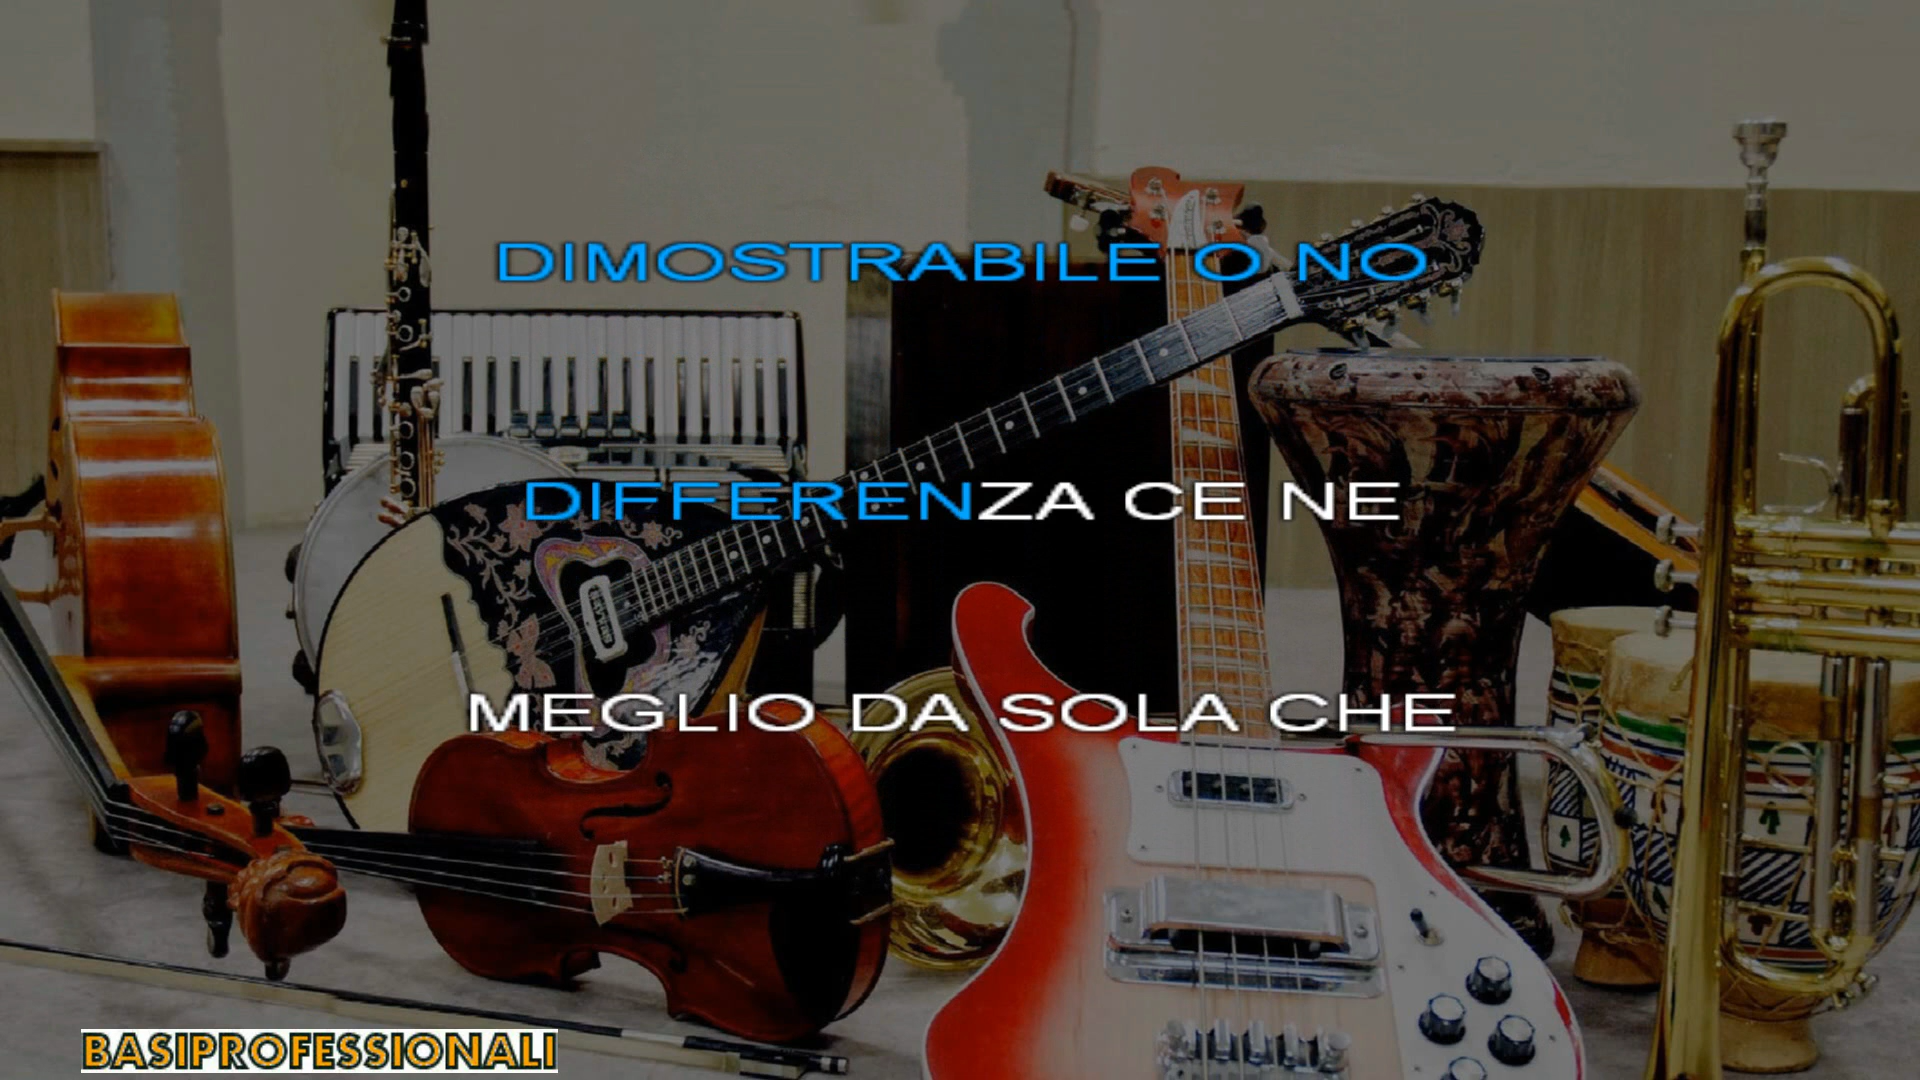 DIMOSTRABILE O NO
DIFFERENZA CE NE
MEGLIO DA SOLA CHE
BASIPROFESSIONALI